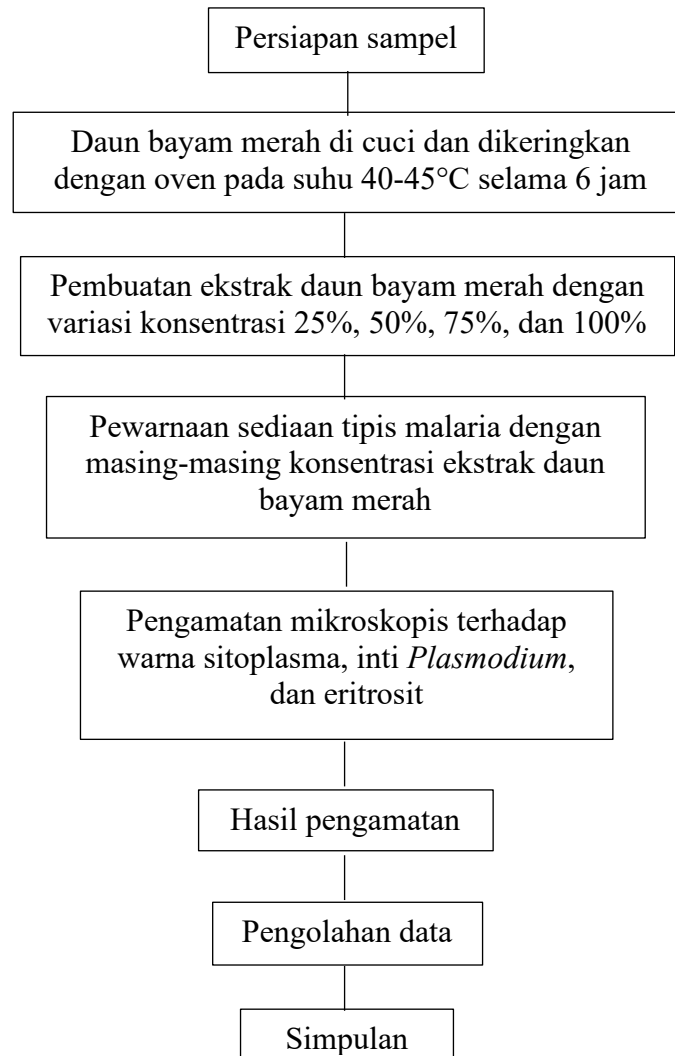 Persiapan sampel
Daun bayam merah di cuci dan dikeringkan
dengan oven pada suhu 40-45°C selama 6 jam
Pembuatan ekstrak daun bayam merah dengan
variasi konsentrasi 25%, 50%, 75%, dan 100%
Pewarnaan sediaan tipis malaria dengan
masing-masing konsentrasi ekstrak daun
bayam merah
Pengamatan mikroskopis terhadap
warna sitoplasma, inti Plasmodium,
dan eritrosit
Hasil pengamatan
Pengolahan data
Simpulan